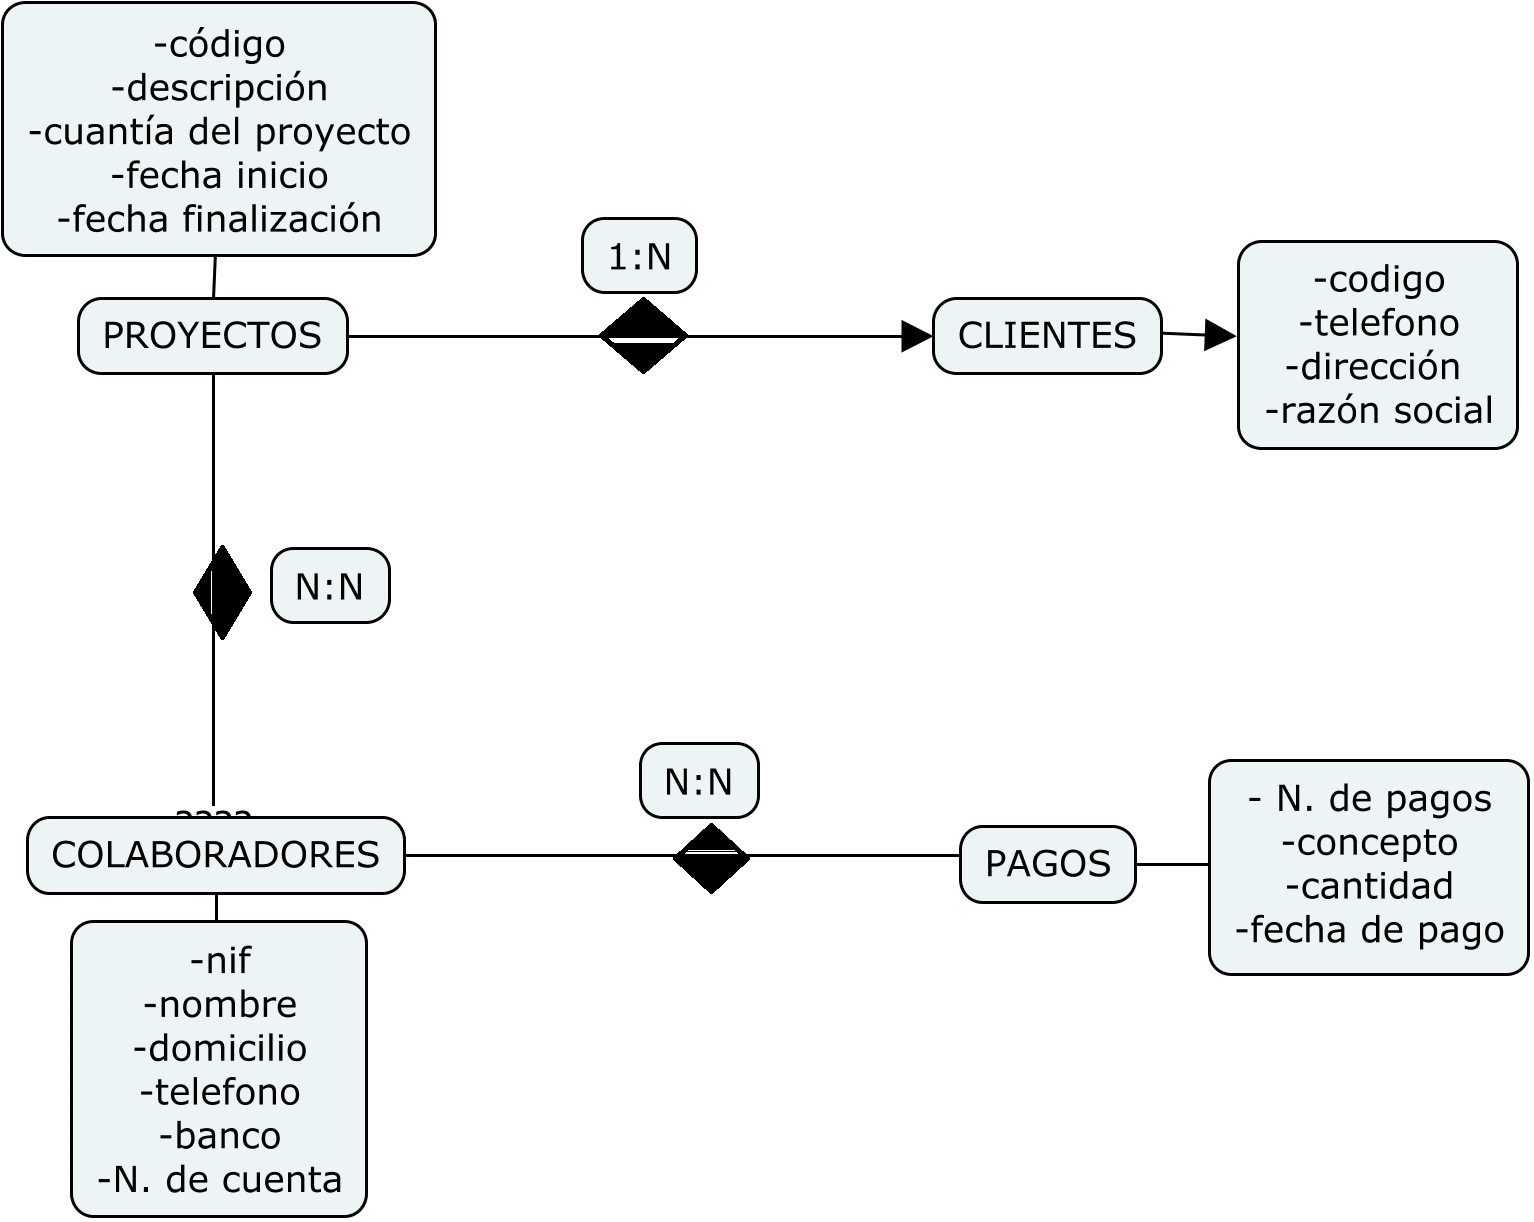 -código
-descripción
-cuantía del proyecto
-fecha inicio
-fecha finalización
1:N
PROYECTOS
CLIENTES
-codigo
-telefono
-dirección
-razón social
N:N
N:N
COLABORADORES
PAGOS
- N. de pagos
-concepto
-cantidad
-fecha de pago
-nif
-nombre
-domicilio
-telefono
-banco
-N. de cuenta